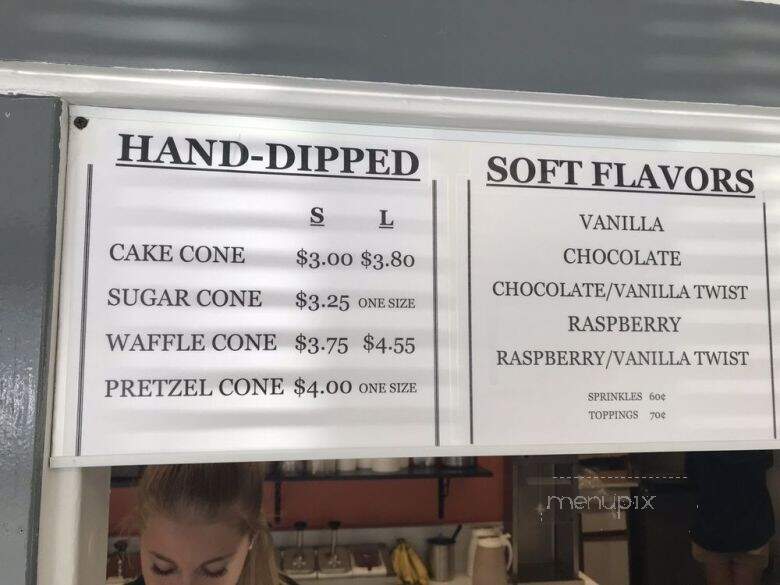 HAND-DIPPED
S L
CAKE CONE $3.00 $3.80
SUGAR CONE $3.25 ONE SIZE
WAFFLE CONE $3.75 $4.55
PRETZEL CONE $4.00 ONE SIZE
SOFT FLAVORS
VANILLA
CHOCOLATE
CHOCOLATE/VANILLA TWIST
RASPBERRY
RASPBERRY/VANILLA TWIST
SPRINKLES 60¢
TOPPINGS 70¢
menupix